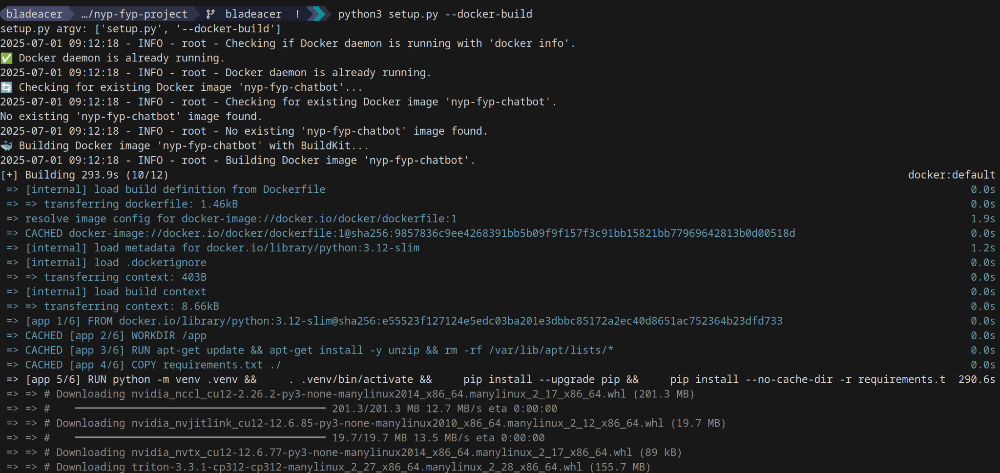 bladeacer …/nyp-fyp-project bladeacer ! python3 setup.py --docker-build
setup.py argv: ['setup.py', '--docker-build']
2025-07-01 09:12:18 - INFO - root - Checking if Docker daemon is running with 'docker info'.
✅ Docker daemon is already running.
2025-07-01 09:12:18 - INFO - root - Docker daemon is already running.
🔄 Checking for existing Docker image 'nyp-fyp-chatbot'...
2025-07-01 09:12:18 - INFO - root - Checking for existing Docker image 'nyp-fyp-chatbot'.
No existing 'nyp-fyp-chatbot' image found.
2025-07-01 09:12:18 - INFO - root - No existing 'nyp-fyp-chatbot' image found.
🐳 Building Docker image 'nyp-fyp-chatbot' with BuildKit...
2025-07-01 09:12:18 - INFO - root - Building Docker image 'nyp-fyp-chatbot'.
[+] Building 293.9s (10/12) docker:default
=> [internal] load build definition from Dockerfile 0.0s
=> => transferring dockerfile: 1.46kB 0.0s
=> resolve image config for docker-image://docker.io/docker/dockerfile:1 1.9s
=> CACHED docker-image://docker.io/docker/dockerfile:1@sha256:9857836c9ee4268391bb5b09f9f157f3c91bb15821bb77969642813b0d00518d 0.0s
=> [internal] load metadata for docker.io/library/python:3.12-slim 1.2s
=> [internal] load .dockerignore 0.0s
=> => transferring context: 403B 0.0s
=> [internal] load build context 0.0s
=> => transferring context: 8.66kB 0.0s
=> [app 1/6] FROM docker.io/library/python:3.12-slim@sha256:e55523f127124e5edc03ba201e3dbbc85172a2ec40d8651ac752364b23dfd733 0.0s
=> CACHED [app 2/6] WORKDIR /app 0.0s
=> CACHED [app 3/6] RUN apt-get update && apt-get install -y unzip && rm -rf /var/lib/apt/lists/* 0.0s
=> CACHED [app 4/6] COPY requirements.txt ./ 0.0s
=> [app 5/6] RUN python -m venv .venv && . .venv/bin/activate && pip install --upgrade pip && pip install --no-cache-dir -r requirements.t 290.6s
=> => # Downloading nvidia_nccl_cu12-2.26.2-py3-none-manylinux2014_x86_64.manylinux_2_17_x86_64.whl (201.3 MB)
=> => # ━━━━━━━━━━━━━━━━━━━━━━━━━━━━━━━━━━━━━━━━ 201.3/201.3 MB 12.7 MB/s eta 0:00:00
=> => # Downloading nvidia_nvjitlink_cu12-12.6.85-py3-none-manylinux2010_x86_64.manylinux_2_12_x86_64.whl (19.7 MB)
=> => # ━━━━━━━━━━━━━━━━━━━━━━━━━━━━━━━━━━━━━━━━ 19.7/19.7 MB 13.5 MB/s eta 0:00:00
=> => # Downloading nvidia_nvtx_cu12-12.6.77-py3-none-manylinux2014_x86_64.manylinux_2_17_x86_64.whl (89 kB)
=> => # Downloading triton-3.3.1-cp312-cp312-manylinux_2_27_x86_64.manylinux_2_28_x86_64.whl (155.7 MB)